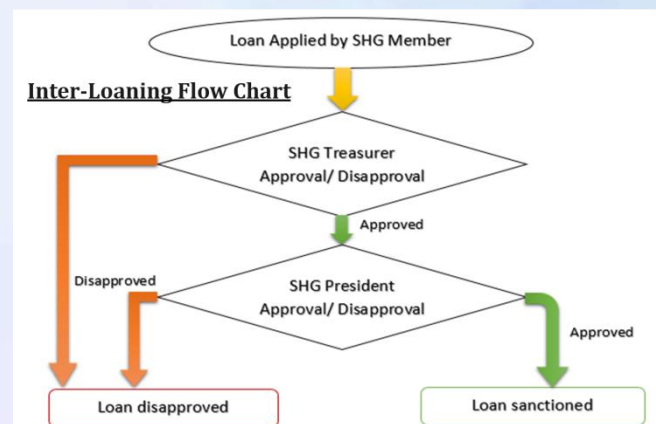 Loan Applied by SHG Member
Inter-Loaning Flow Chart
SHG Treasurer
Approval/ Disapproval
Approved
Disapproved
SHG President
Approval/ Disapproval
Approved
Loan disapproved
Loan sanctioned